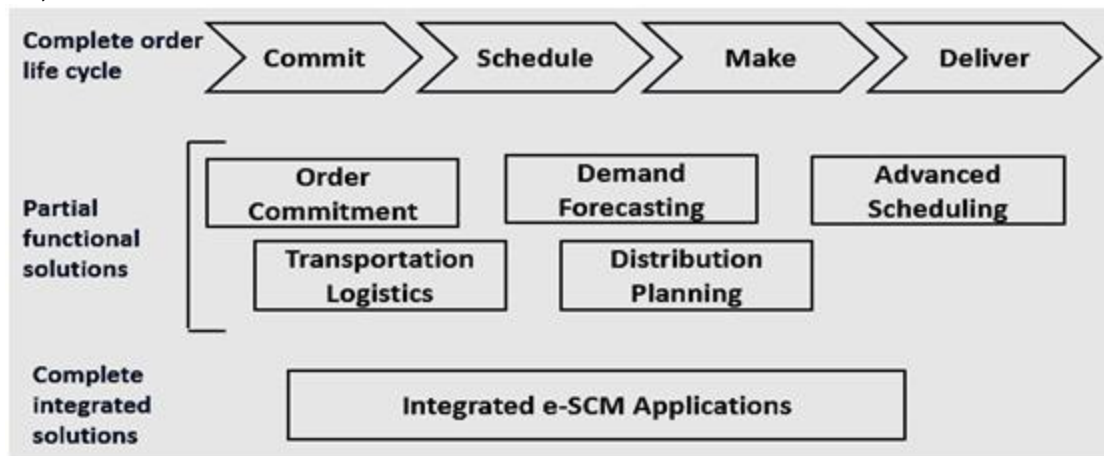 Complete order
life cycle
Commit
Schedule
Make
Deliver
Partial
functional
solutions
Order
Commitment
Demand
Forecasting
Advanced
Scheduling
Transportation
Logistics
Distribution
Planning
Complete
integrated
solutions
Integrated e-SCM Applications